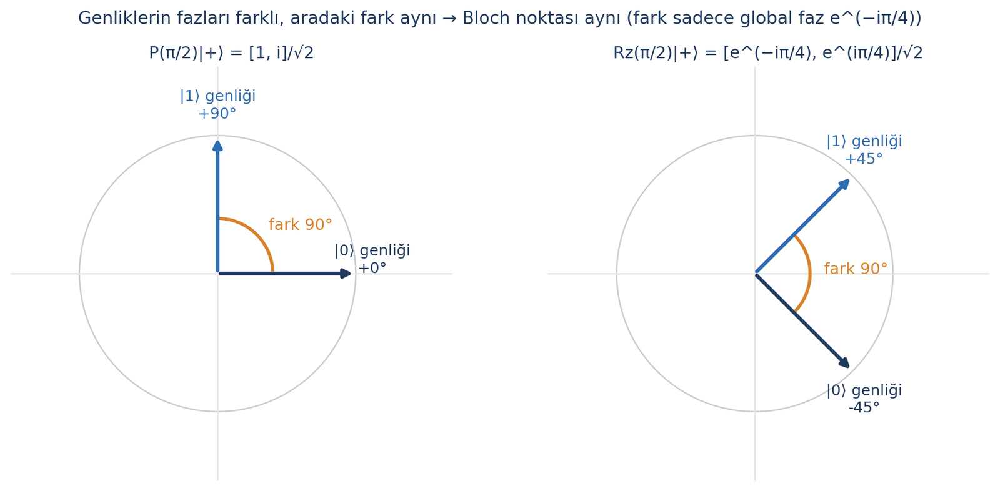 Genliklerin fazları farklı, aradaki fark aynı → Bloch noktası aynı (fark sadece global faz e^(−iπ/4))
P(π/2)|+⟩ = [1, i]/√2
|1⟩ genliği
+90°
fark 90°
|0⟩ genliği
+0°
Rz(π/2)|+⟩ = [e^(−iπ/4), e^(iπ/4)]/√2
|1⟩ genliği
+45°
fark 90°
|0⟩ genliği
-45°